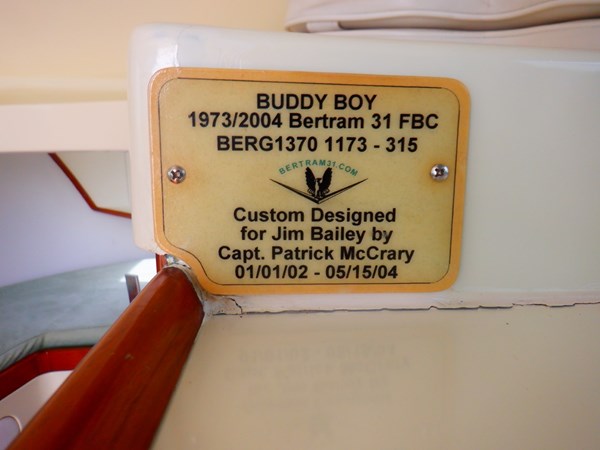 BUDDY BOY
1973/2004 Bertram 31 FBC
BERG1370 1173 - 315
BERTRAM31.COM
Custom Designed
for Jim Bailey by
Capt. Patrick McCrary
01/01/02 - 05/15/04